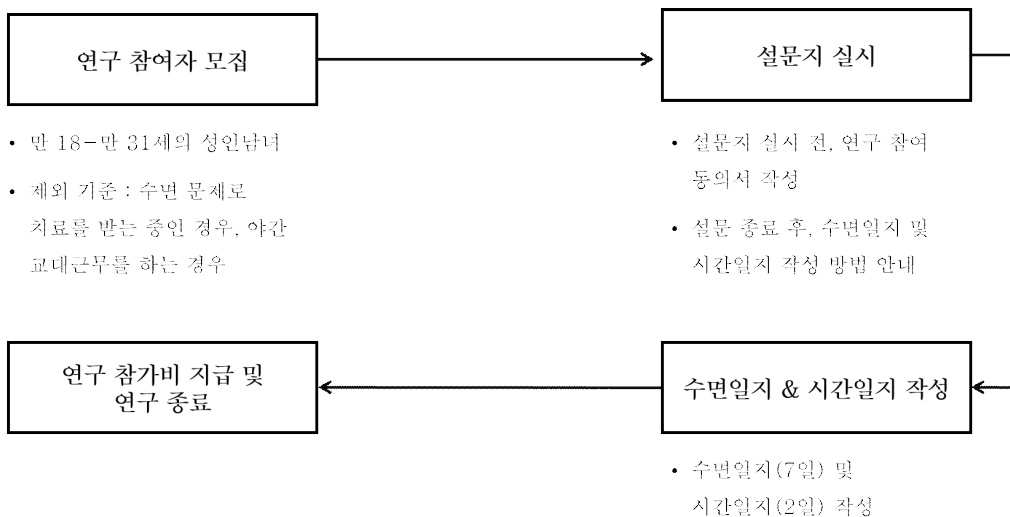 연구 참여자 모집
• 만 18-만 31세의 성인남녀
• 제외 기준 : 수면 문제로
치료를 받는 중인 경우, 야간
교대근무를 하는 경우
설문지 실시
• 설문지 실시 전, 연구 참여
동의서 작성
• 설문 종료 후, 수면일지 및
시간일지 작성 방법 안내
수면일지 & 시간일지 작성
• 수면일지(7일) 및
시간일지(2일) 작성
연구 참가비 지급 및
연구 종료